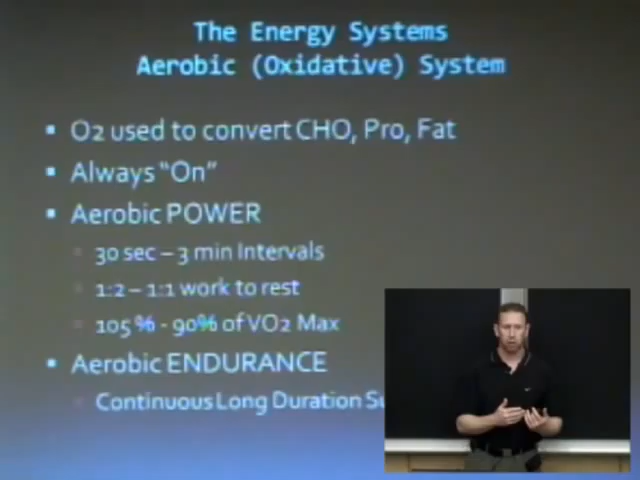 The Energy Systems
Aerobic (Oxidative) System
▪ O2 used to convert CHO, Pro, Fat
▪ Always “On”
▪ Aerobic POWER
▪ 30 sec – 3 min Intervals
▪ 1:2 – 1:1 work to rest
▪ 105 % - 90% of VO2 Max
▪ Aerobic ENDURANCE
▪ Continuous Long Duration